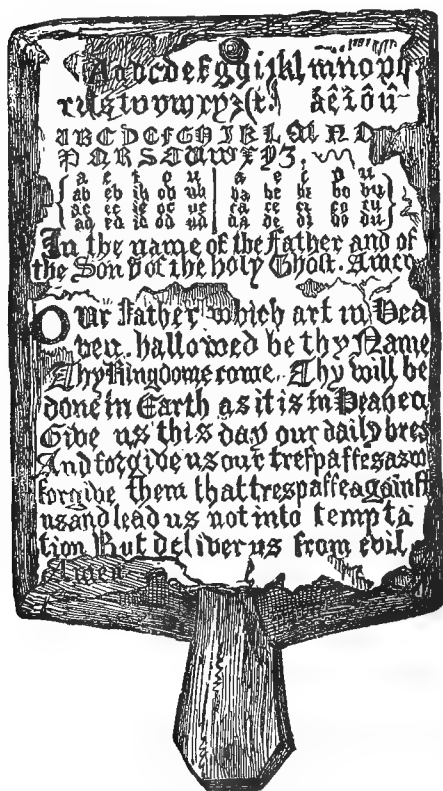 Aabcdefghijklmnopq
rſstuvwxyz&c. âêîôû
ABCDEFGHIJKLMNO
PQRSTUWXYZ.
a e i o u a e i o u
ab eb ib ob ub ba be bi bo bu
ac ec ic oc uc ca ce ci co cu
ad ed id od ud da de di do du
In the name of the Father and of
the Son & of the holy Ghost. Amen
Our Father, which art in Hea
ven. hallowed be thy Name
Thy Kingdome come. Thy will be
done in Earth as it is in Heaven
Give us this day our daily bred
And forgive us our treſpaſſes as w
forgive them that treſpaſſe againſt
us and lead us not into tempta
tion But deliver us from evil,
Amen